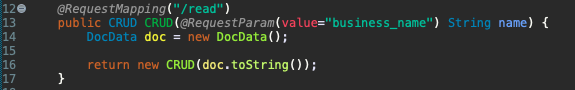 12 @RequestMapping("/read")
13 public CRUD CRUD(@RequestParam(value="business_name") String name) {
14 DocData doc = new DocData();
15
16 return new CRUD(doc.toString());
17 }